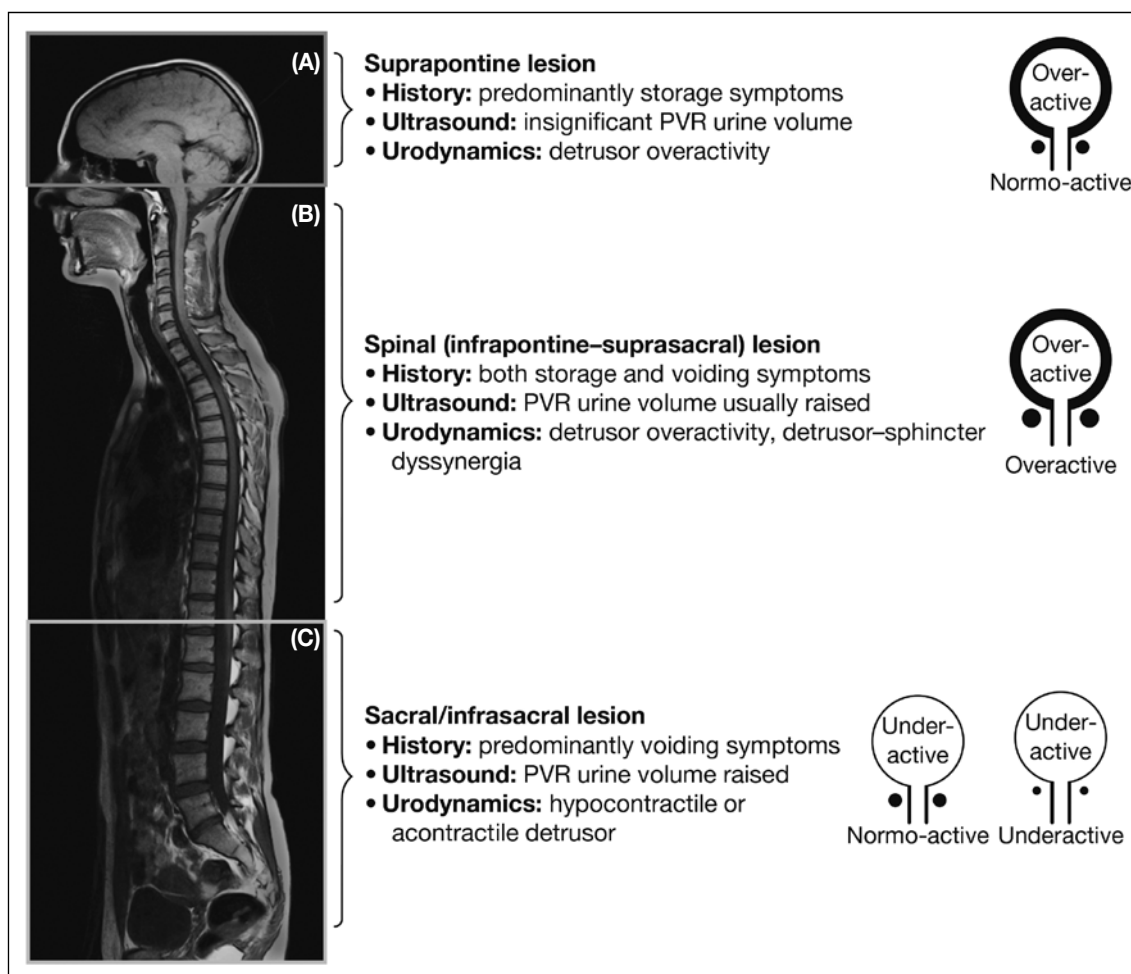 (A)
Suprapontine lesion
• History: predominantly storage symptoms
• Ultrasound: insignificant PVR urine volume
• Urodynamics: detrusor overactivity
Over-
active
Normo-active
(B)
Spinal (infrapontine–suprasacral) lesion
• History: both storage and voiding symptoms
• Ultrasound: PVR urine volume usually raised
• Urodynamics: detrusor overactivity, detrusor–sphincter
dyssynergia
Over-
active
Overactive
(C)
Sacral/infrasacral lesion
• History: predominantly voiding symptoms
• Ultrasound: PVR urine volume raised
• Urodynamics: hypocontractile or
acontractile detrusor
Under-
active
Normo-active
Under-
active
Underactive